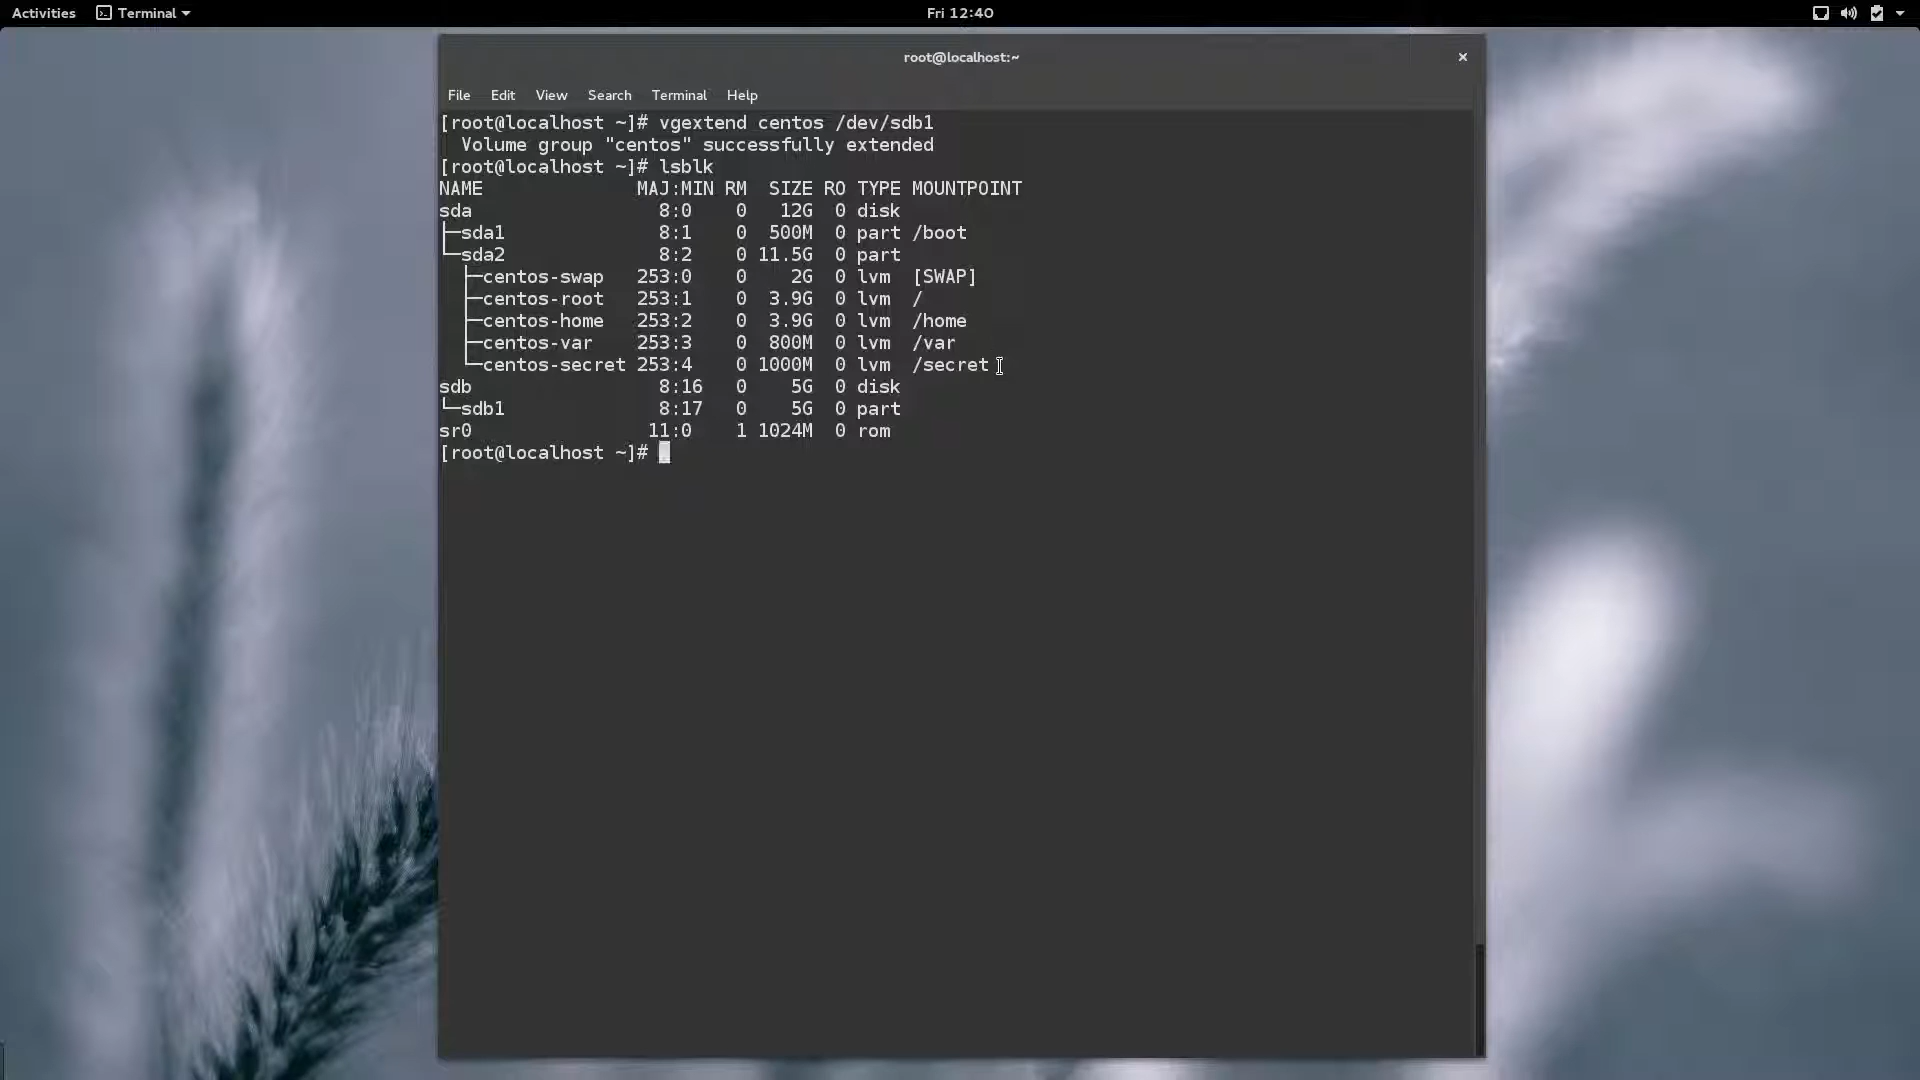 Activities Terminal Fri 12:40
root@localhost:~
File Edit View Search Terminal Help
[root@localhost ~]# vgextend centos /dev/sdb1
  Volume group "centos" successfully extended
[root@localhost ~]# lsblk
NAME              MAJ:MIN RM  SIZE RO TYPE MOUNTPOINT
sda                 8:0    0   12G  0 disk
├─sda1              8:1    0  500M  0 part /boot
└─sda2              8:2    0 11.5G  0 part
  ├─centos-swap   253:0    0    2G  0 lvm  [SWAP]
  ├─centos-root   253:1    0  3.9G  0 lvm  /
  ├─centos-home   253:2    0  3.9G  0 lvm  /home
  ├─centos-var    253:3    0  800M  0 lvm  /var
  └─centos-secret 253:4    0 1000M  0 lvm  /secret
sdb                 8:16   0    5G  0 disk
└─sdb1              8:17   0    5G  0 part
sr0                11:0    1 1024M  0 rom
[root@localhost ~]#